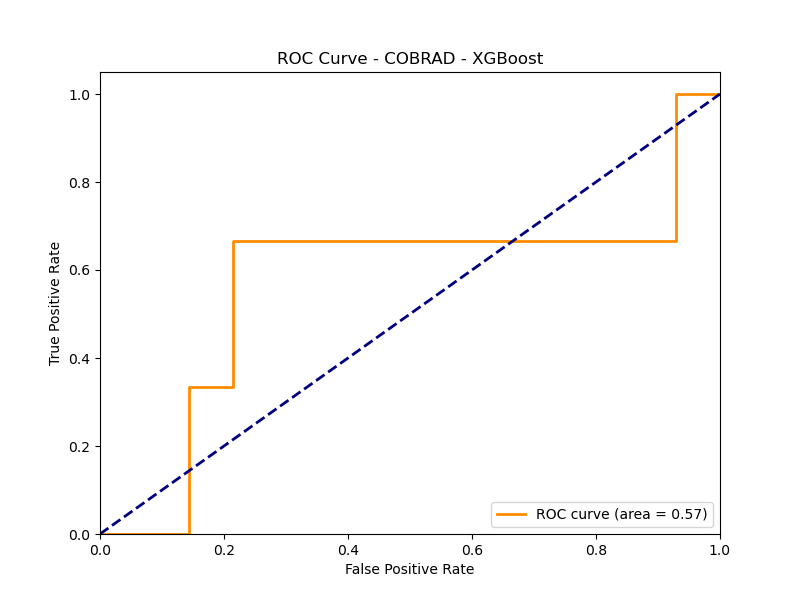 ROC Curve - COBRAD - XGBoost
True Positive Rate
1.0
0.8
0.6
0.4
0.2
0.0
ROC curve (area = 0.57)
0.0 0.2 0.4 0.6 0.8 1.0
False Positive Rate